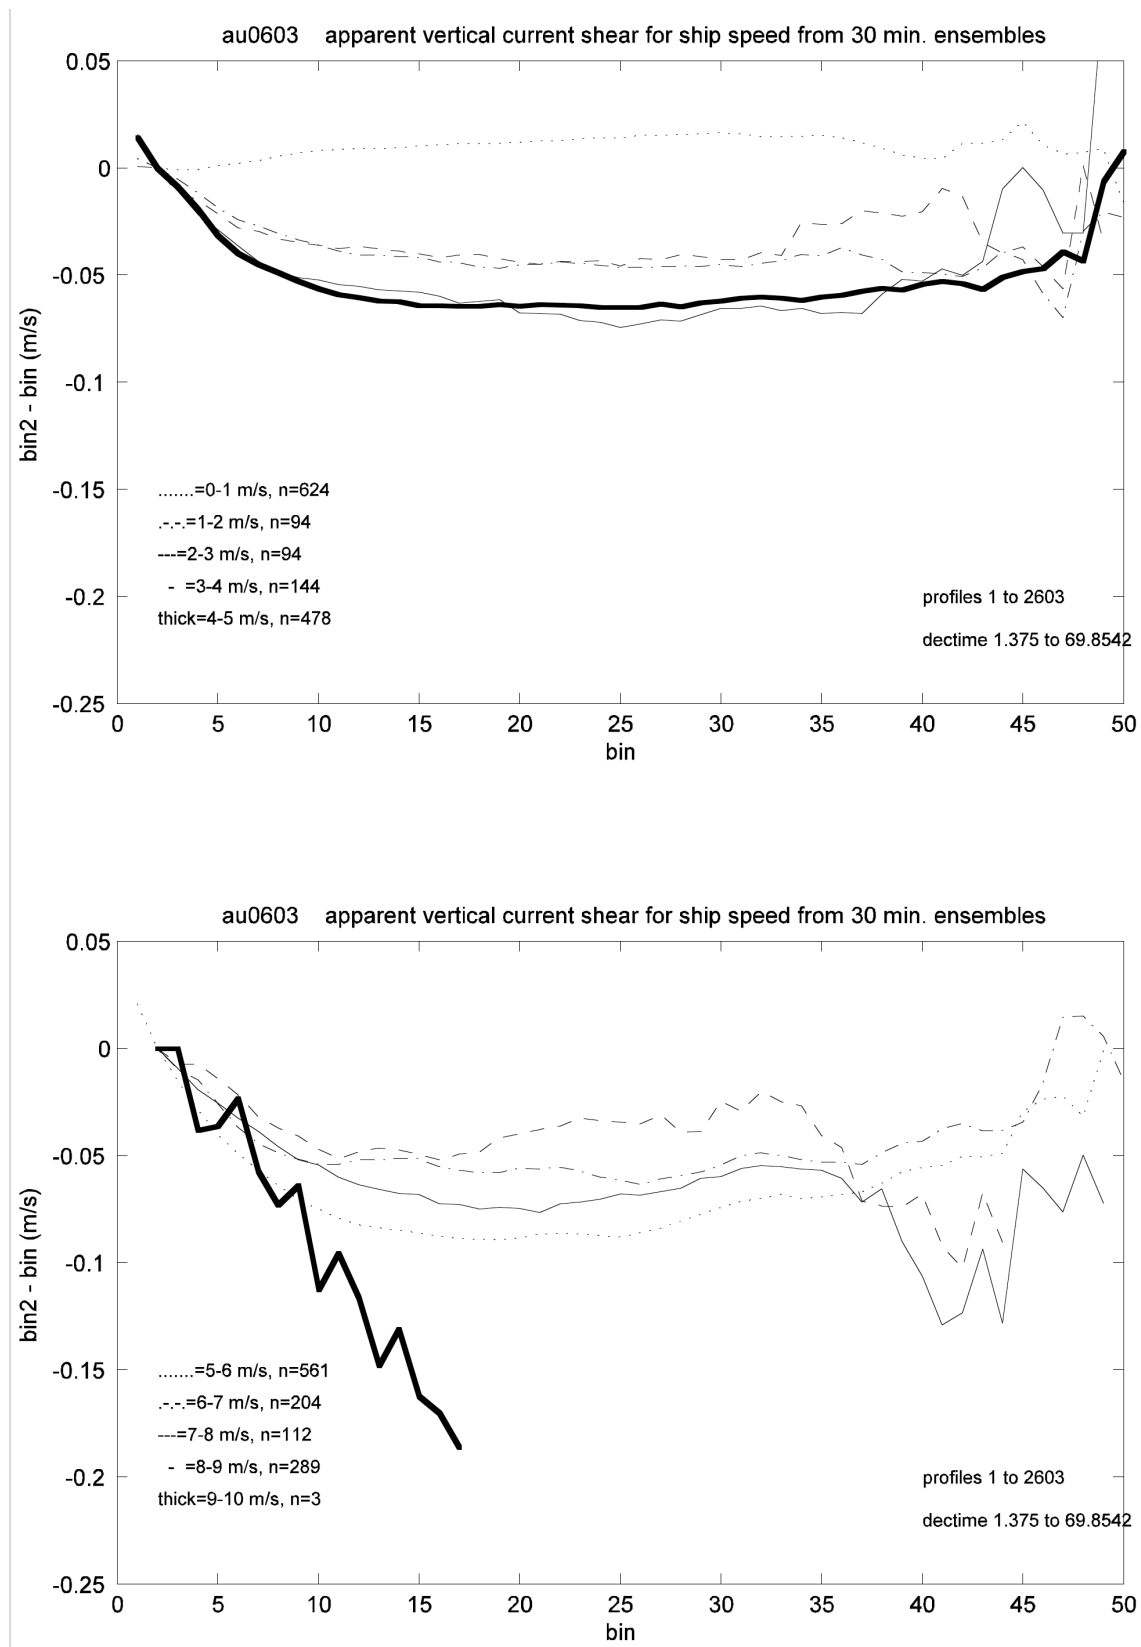 au0603    apparent vertical current shear for ship speed from 30 min. ensembles
0.05
0
-0.05
-0.1
-0.15
-0.2
-0.25
bin2 - bin (m/s)
.......=0-1 m/s, n=624
.-.-.=1-2 m/s, n=94
---=2-3 m/s, n=94
-  =3-4 m/s, n=144
thick=4-5 m/s, n=478
profiles 1 to 2603
dectime 1.375 to 69.8542
0 5 10 15 20 25 30 35 40 45 50
bin
au0603    apparent vertical current shear for ship speed from 30 min. ensembles
0.05
0
-0.05
-0.1
-0.15
-0.2
-0.25
bin2 - bin (m/s)
.......=5-6 m/s, n=561
.-.-.=6-7 m/s, n=204
---=7-8 m/s, n=112
-  =8-9 m/s, n=289
thick=9-10 m/s, n=3
profiles 1 to 2603
dectime 1.375 to 69.8542
0 5 10 15 20 25 30 35 40 45 50
bin